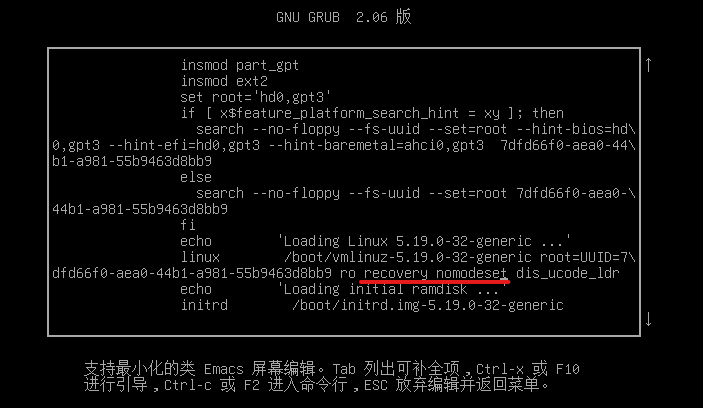 GNU GRUB 2.06 版
insmod part_gpt
insmod ext2
set root='hd0,gpt3'
if [ x$feature_platform_search_hint = xy ]; then
search --no-floppy --fs-uuid --set=root --hint-bios=hd\
0,gpt3 --hint-efi=hd0,gpt3 --hint-baremetal=ahci0,gpt3 7dfd66f0-aea0-44\
b1-a981-55b9463d8bb9
else
search --no-floppy --fs-uuid --set=root 7dfd66f0-aea0-\
44b1-a981-55b9463d8bb9
fi
echo 'Loading Linux 5.19.0-32-generic ...'
linux /boot/vmlinuz-5.19.0-32-generic root=UUID=7\
dfd66f0-aea0-44b1-a981-55b9463d8bb9 ro recovery nomodeset dis_ucode_ldr
echo 'Loading initial ramdisk ...'
initrd /boot/initrd.img-5.19.0-32-generic
支持最小化的类 Emacs 屏幕编辑。Tab 列出可补全项,Ctrl-x 或 F10
进行引导,Ctrl-c 或 F2 进入命令行,ESC 放弃编辑并返回菜单。